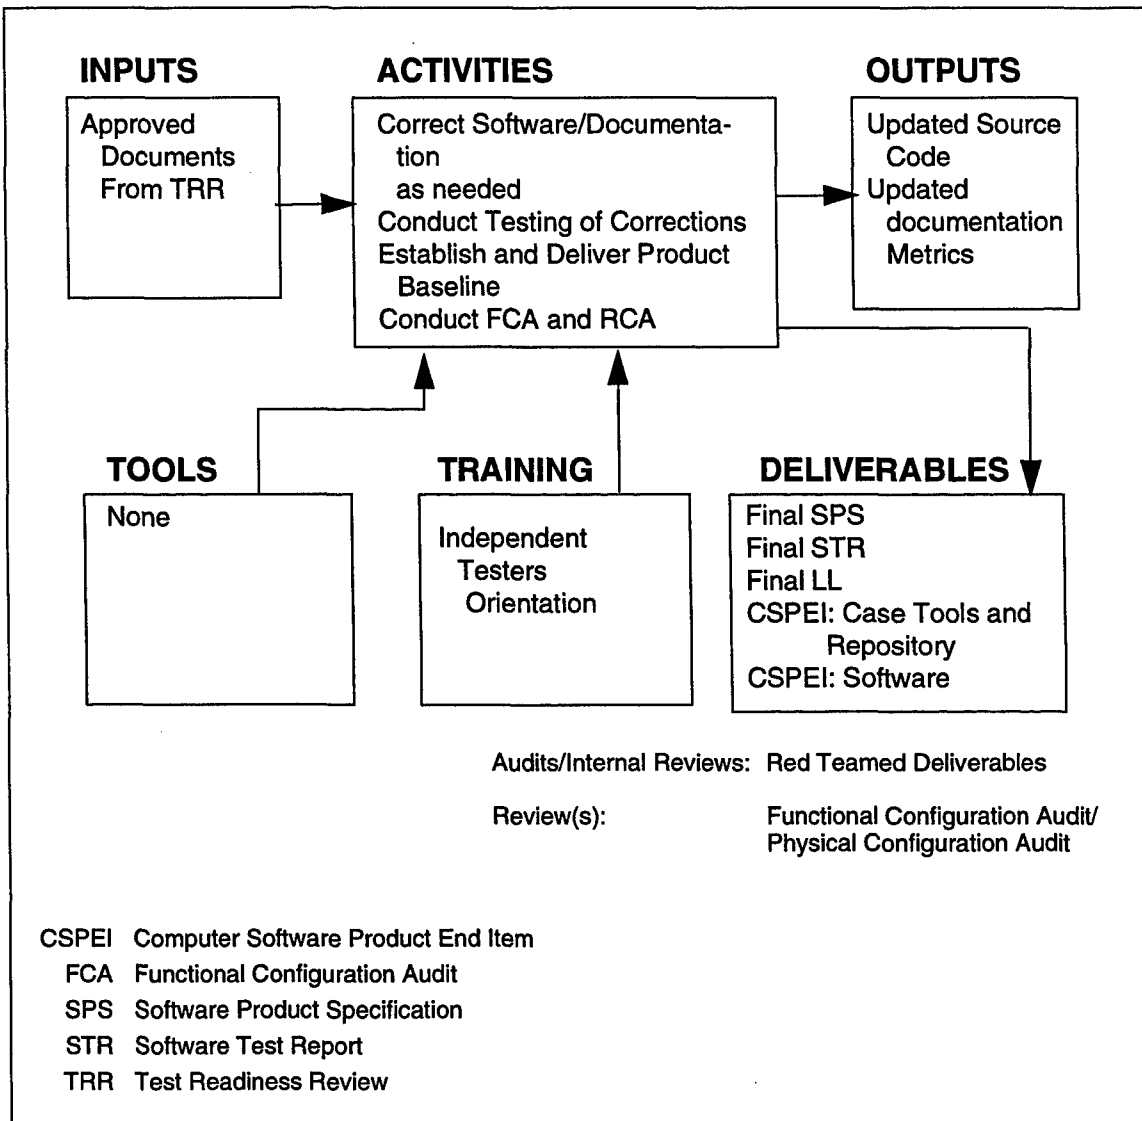 INPUTS
Approved
Documents
From TRR
ACTIVITIES
Correct Software/Documenta-
tion
as needed
Conduct Testing of Corrections
Establish and Deliver Product
Baseline
Conduct FCA and RCA
OUTPUTS
Updated Source
Code
Updated
documentation
Metrics
TOOLS
None
TRAINING
Independent
Testers
Orientation
DELIVERABLES
Final SPS
Final STR
Final LL
CSPEI: Case Tools and
Repository
CSPEI: Software
Audits/Internal Reviews: Red Teamed Deliverables
Review(s): Functional Configuration Audit/
Physical Configuration Audit
CSPEI Computer Software Product End Item
FCA Functional Configuration Audit
SPS Software Product Specification
STR Software Test Report
TRR Test Readiness Review